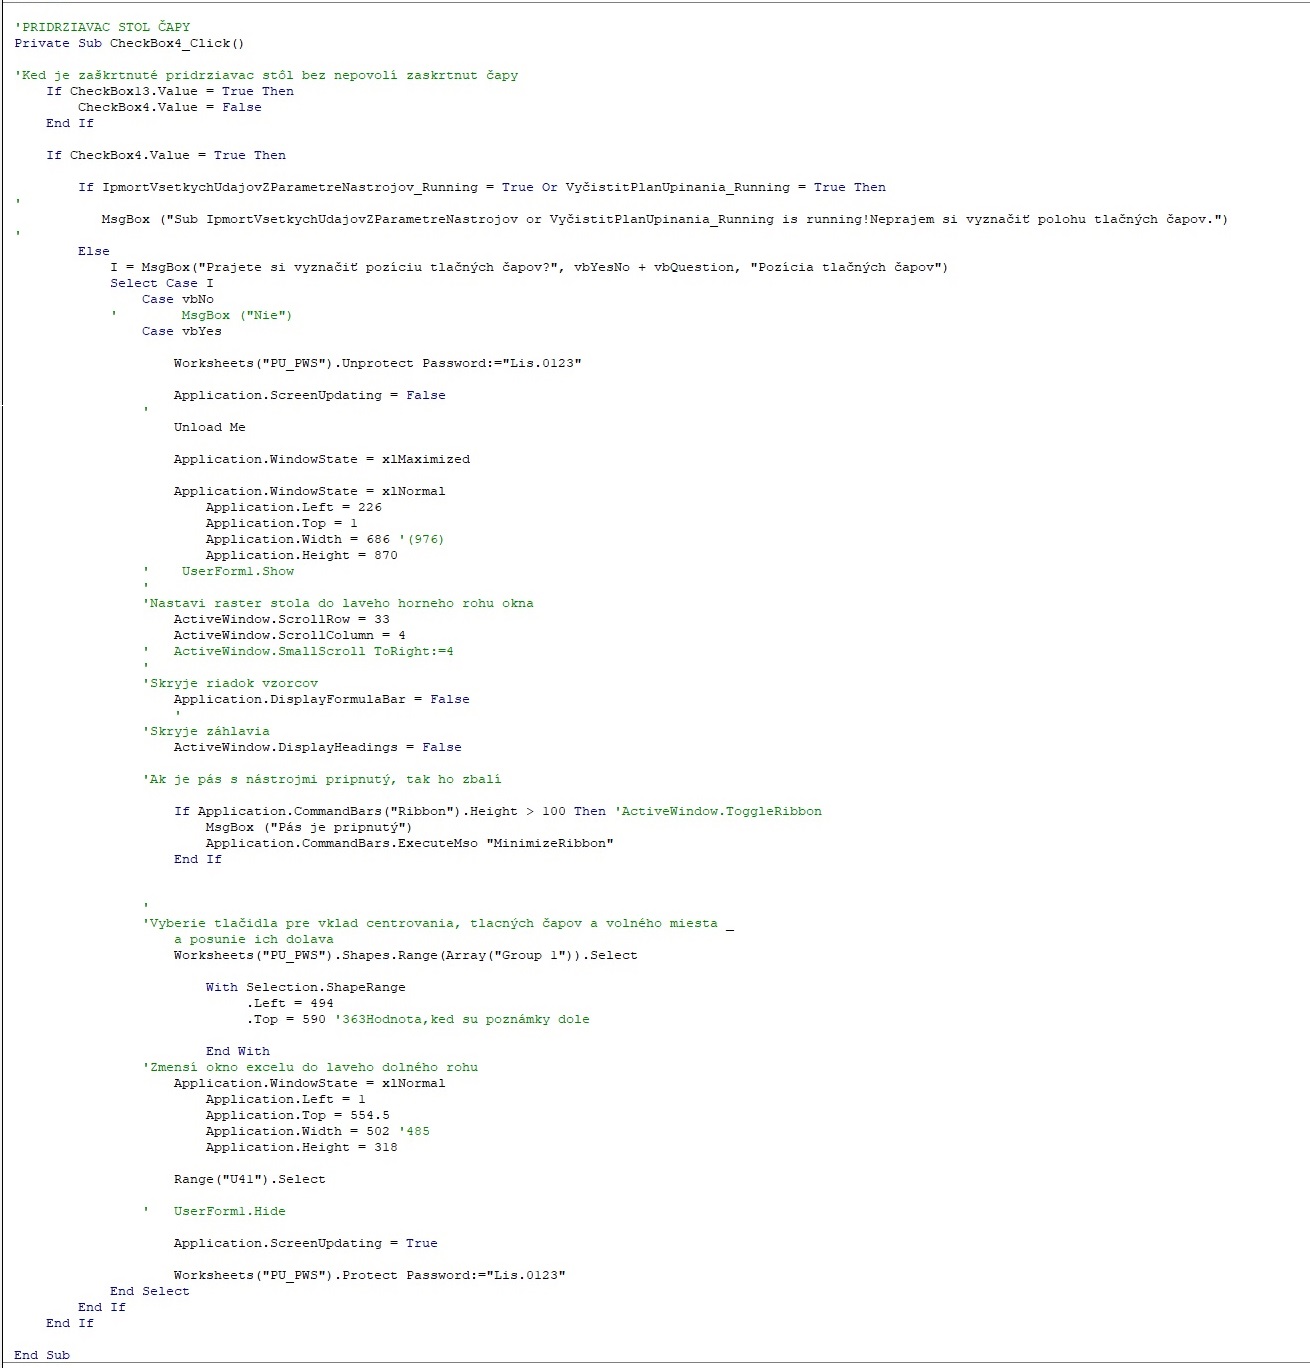 'PRIDRZIAVAC STOL ČAPY
Private Sub CheckBox4_Click()
'Ked je zaškrtnuté pridrziavac stôl bez nepovolí zaskrtnut čapy
If CheckBox13.Value = True Then
CheckBox4.Value = False
End If
If CheckBox4.Value = True Then
If IpmortVsetkychUdajovZParametreNastrojov_Running = True Or VyčistitPlanUpinania_Running = True Then
'
MsgBox ("Sub IpmortVsetkychUdajovZParametreNastrojov or VyčistitPlanUpinania_Running is running!Neprajem si vyznačiť polohu tlačných čapov.")
'
Else
I = MsgBox("Prajete si vyznačiť pozíciu tlačných čapov?", vbYesNo + vbQuestion, "Pozícia tlačných čapov")
Select Case I
Case vbNo
' MsgBox ("Nie")
Case vbYes
Worksheets("PU_PWS").Unprotect Password:="Lis.0123"
Application.ScreenUpdating = False
'
Unload Me
Application.WindowState = xlMaximized
Application.WindowState = xlNormal
Application.Left = 226
Application.Top = 1
Application.Width = 686 '(976)
Application.Height = 870
' UserForm1.Show
'
'Nastavi raster stola do laveho horneho rohu okna
ActiveWindow.ScrollRow = 33
ActiveWindow.ScrollColumn = 4
' ActiveWindow.SmallScroll ToRight:=4
'
'Skryje riadok vzorcov
Application.DisplayFormulaBar = False
'
'Skryje záhlavia
ActiveWindow.DisplayHeadings = False
'Ak je pás s nástrojmi pripnutý, tak ho zbalí
If Application.CommandBars("Ribbon").Height > 100 Then 'ActiveWindow.ToggleRibbon
MsgBox ("Pás je pripnutý")
Application.CommandBars.ExecuteMso "MinimizeRibbon"
End If
'
'Vyberie tlačidla pre vklad centrovania, tlacných čapov a volného miesta _
a posunie ich dolava
Worksheets("PU_PWS").Shapes.Range(Array("Group 1")).Select
With Selection.ShapeRange
.Left = 494
.Top = 590 '363Hodnota,ked su poznámky dole
End With
'Zmensí okno excelu do laveho dolného rohu
Application.WindowState = xlNormal
Application.Left = 1
Application.Top = 554.5
Application.Width = 502 '485
Application.Height = 318
Range("U41").Select
' UserForm1.Hide
Application.ScreenUpdating = True
Worksheets("PU_PWS").Protect Password:="Lis.0123"
End Select
End If
End If
End Sub